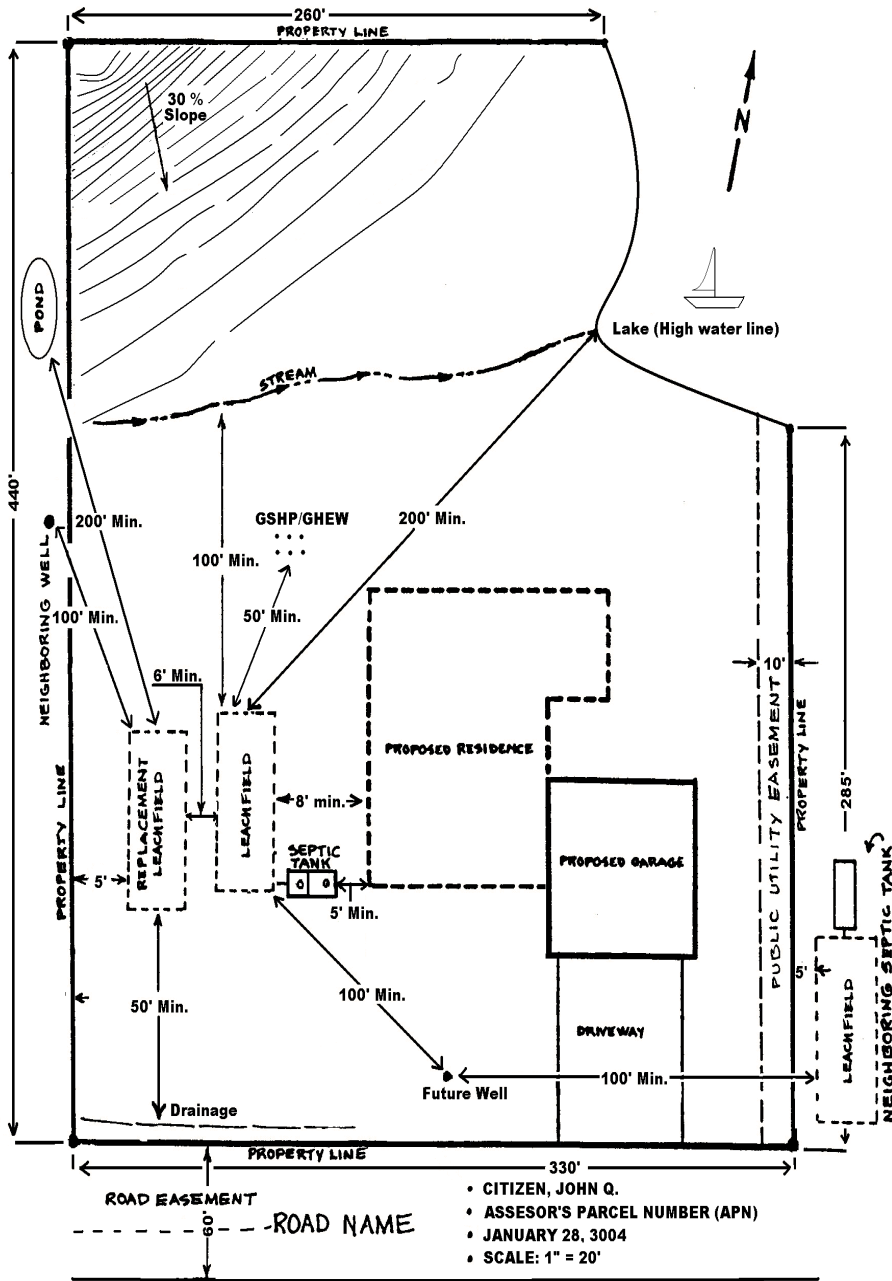 260'
PROPERTY LINE
30 %
Slope
N
POND
Lake (High water line)
STREAM
440'
200' Min.
GSHP/GHEW
200' Min.
100' Min.
NEIGHBORING WELL
100' Min.
50' Min.
6' Min.
10'
PROPERTY LINE
PUBLIC UTILITY EASEMENT
285'
PROPOSED RESIDENCE
REPLACEMENT
LEACHFIELD
LEACHFIELD
8' min.
SEPTIC
TANK
PROPOSED GARAGE
PROPERTY LINE
5'
5' Min.
NEIGHBORING SEPTIC TANK
5'
LEACHFIELD
50' Min.
100' Min.
DRIVEWAY
100' Min.
Future Well
Drainage
PROPERTY LINE
330'
ROAD EASEMENT
60'
ROAD NAME
• CITIZEN, JOHN Q.
• ASSESOR'S PARCEL NUMBER (APN)
• JANUARY 28, 3004
• SCALE: 1" = 20'